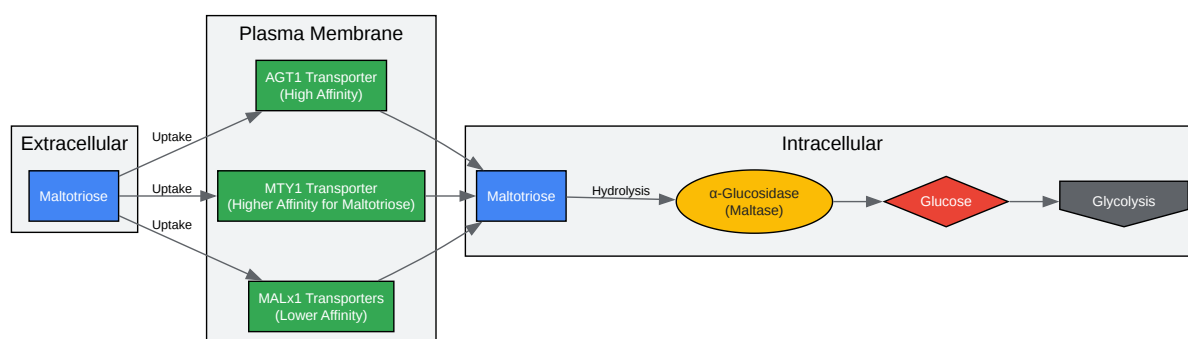 Plasma Membrane
AGT1 Transporter
(High Affinity)
Extracellular
Maltotriose
Uptake
Uptake
Uptake
MTY1 Transporter
(Higher Affinity for Maltotriose)
MALx1 Transporters
(Lower Affinity)
Intracellular
Maltotriose
Hydrolysis
α-Glucosidase
(Maltase)
Glucose
Glycolysis